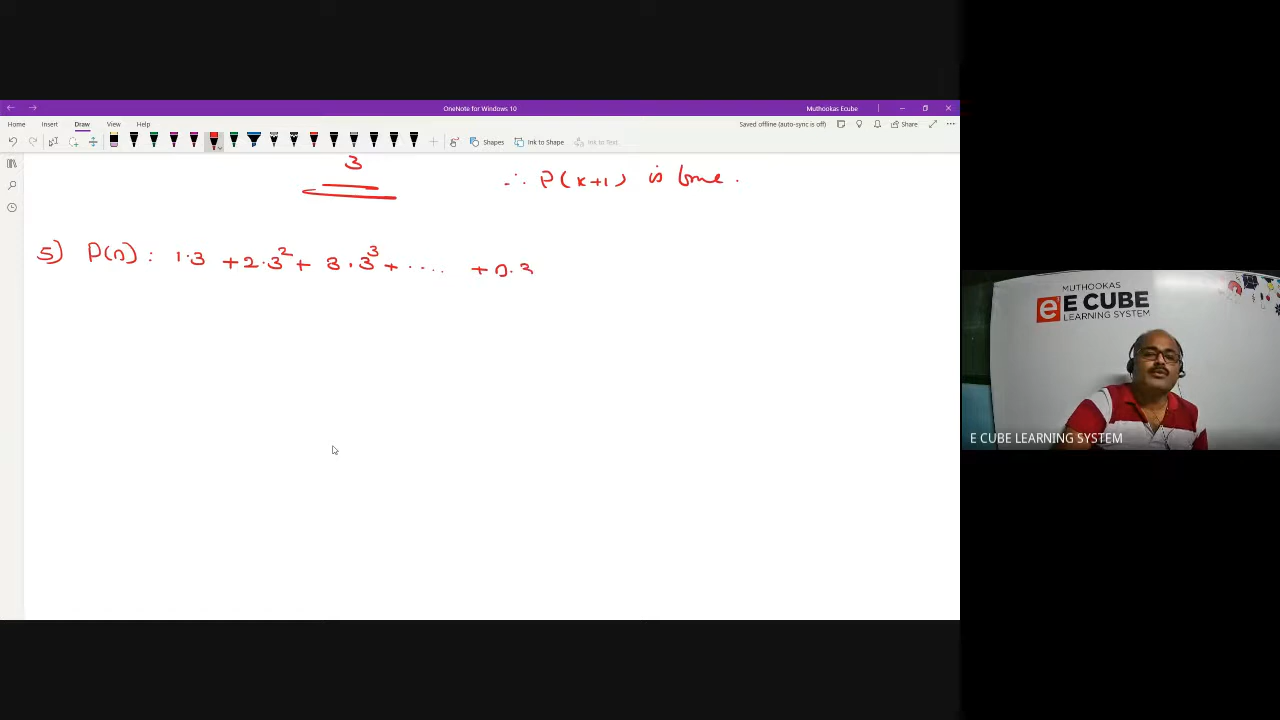 OneNote for Windows 10
Muthookas Ecube
Home Insert Draw View Help
Saved offline (auto-sync is off)
Share
Shapes
Ink to Shape
Ink to Text
3
∴ P(k+1) is true.
5) P(n) : 1·3 + 2·3² + 3·3³ + ···· + n·3
MUTHOOKAS
e E CUBE
LEARNING SYSTEM
E CUBE LEARNING SYSTEM